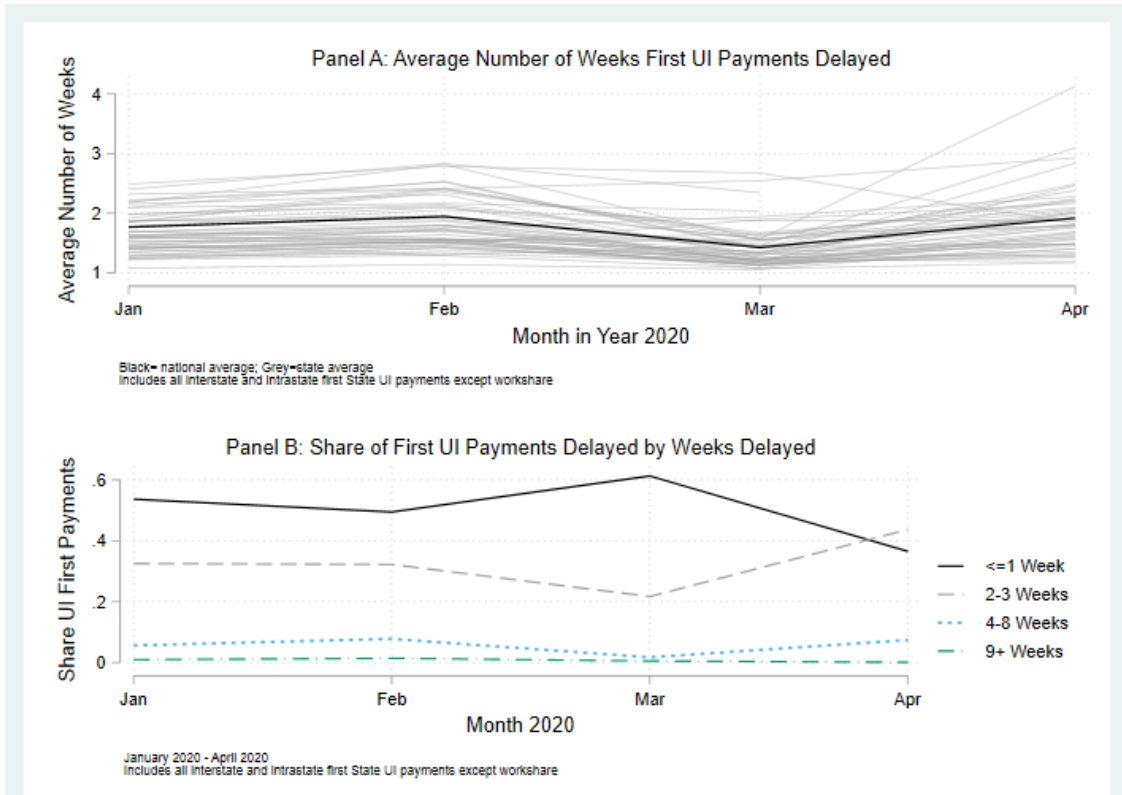 Panel A: Average Number of Weeks First UI Payments Delayed
Average Number of Weeks
4
3
2
1
Jan Feb Mar Apr
Month in Year 2020
Black= national average; Grey=state average
Includes all Interstate and Intrastate first State UI payments except workshare
Panel B: Share of First UI Payments Delayed by Weeks Delayed
Share UI First Payments
.6
.4
.2
0
<=1 Week
2-3 Weeks
4-8 Weeks
9+ Weeks
Jan Feb Mar Apr
Month 2020
January 2020 - April 2020
Includes all Interstate and Intrastate first State UI payments except workshare